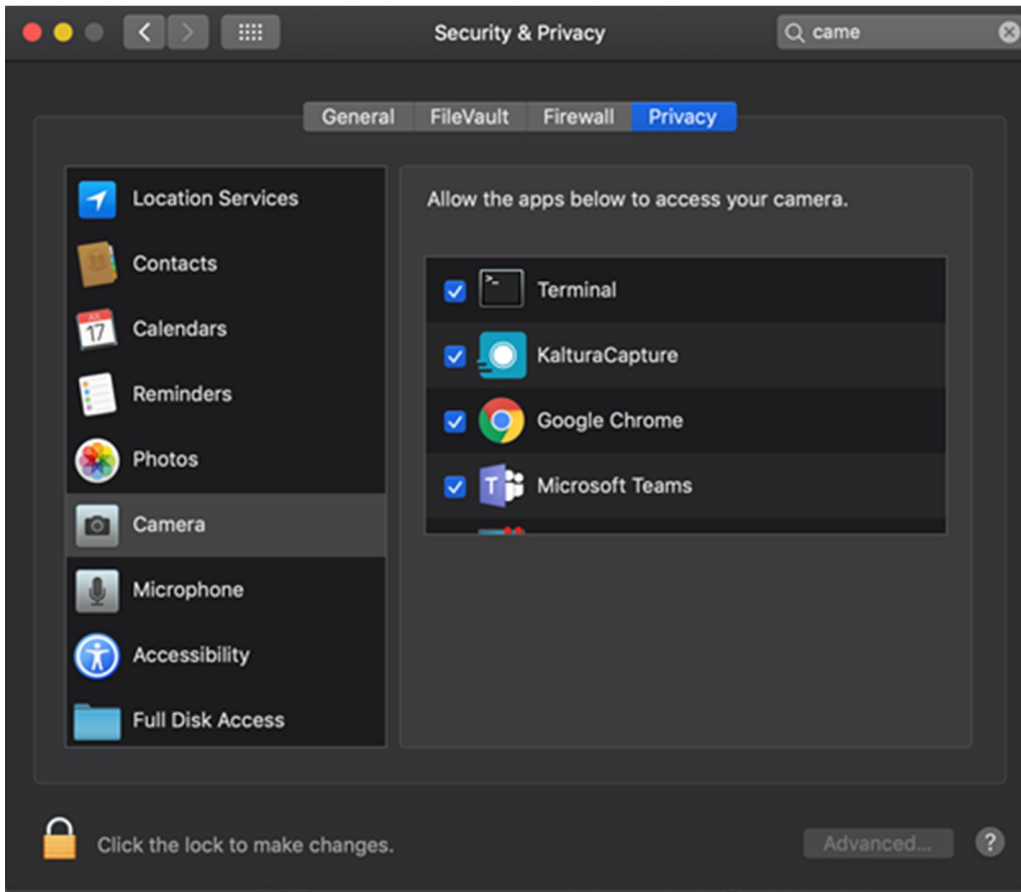 Security & Privacy
came
General FileVault Firewall Privacy
Location Services
Contacts
Calendars
Reminders
Photos
Camera
Microphone
Accessibility
Full Disk Access
Allow the apps below to access your camera.
Terminal
KalturaCapture
Google Chrome
Microsoft Teams
Click the lock to make changes.
Advanced...
?